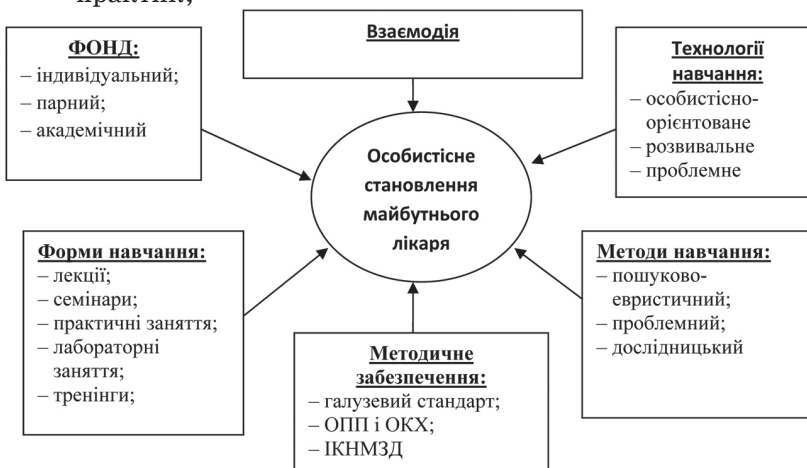 практик;
ФОНД:
– індивідуальний;
– парний;
– академічний
Взаємодія
Технології
навчання:
– особистісно-
орієнтоване
– розвивальне
– проблемне
Особистісне
становлення
майбутнього
лікаря
Форми навчання:
– лекції;
– семінари;
– практичні заняття;
– лабораторні
заняття;
– тренінги;
Методичне
забезпечення:
– галузевий стандарт;
– ОПП і ОКХ;
– ІКНМЗД
Методи навчання:
– пошуково-
евристичний;
– проблемний;
– дослідницький